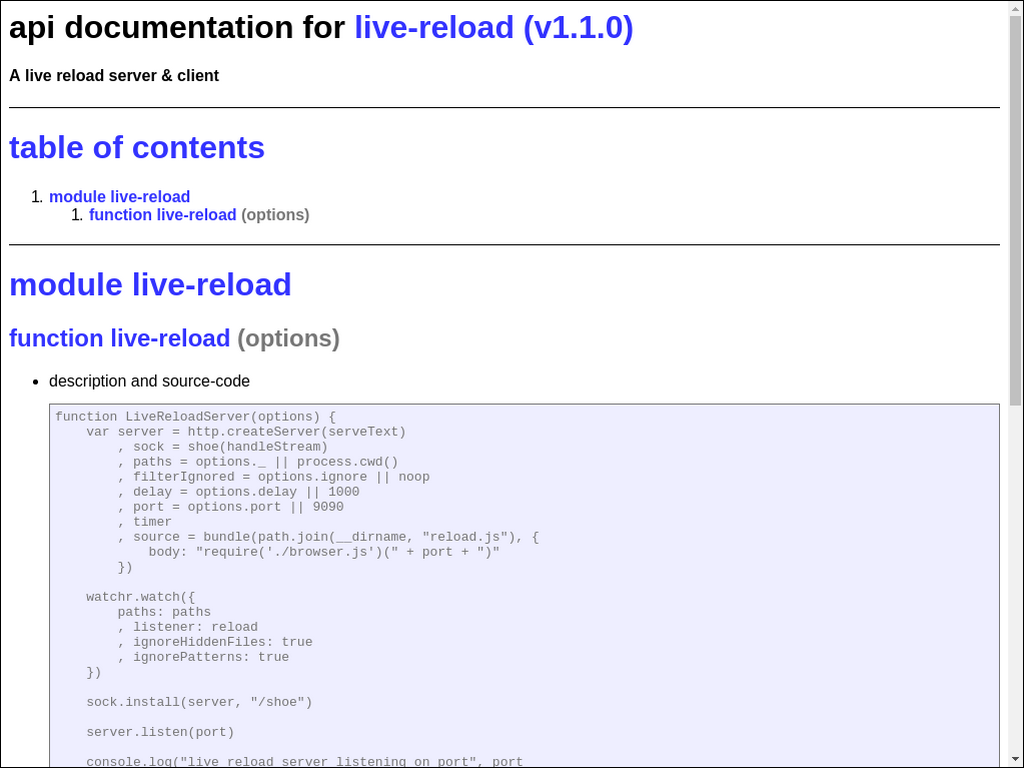 api documentation for live-reload (v1.1.0)
A live reload server & client
table of contents
1. module live-reload
1. function live-reload (options)
module live-reload
function live-reload (options)
• description and source-code
function LiveReloadServer(options) {
    var server = http.createServer(serveText)
        , sock = shoe(handleStream)
        , paths = options._ || process.cwd()
        , filterIgnored = options.ignore || noop
        , delay = options.delay || 1000
        , port = options.port || 9090
        , timer
        , source = bundle(path.join(__dirname, "reload.js"), {
            body: "require('./browser.js')(" + port + ")"
        })
    watchr.watch({
        paths: paths
        , listener: reload
        , ignoreHiddenFiles: true
        , ignorePatterns: true
    })
    sock.install(server, "/shoe")
    server.listen(port)
    console.log("live reload server listening on port", port